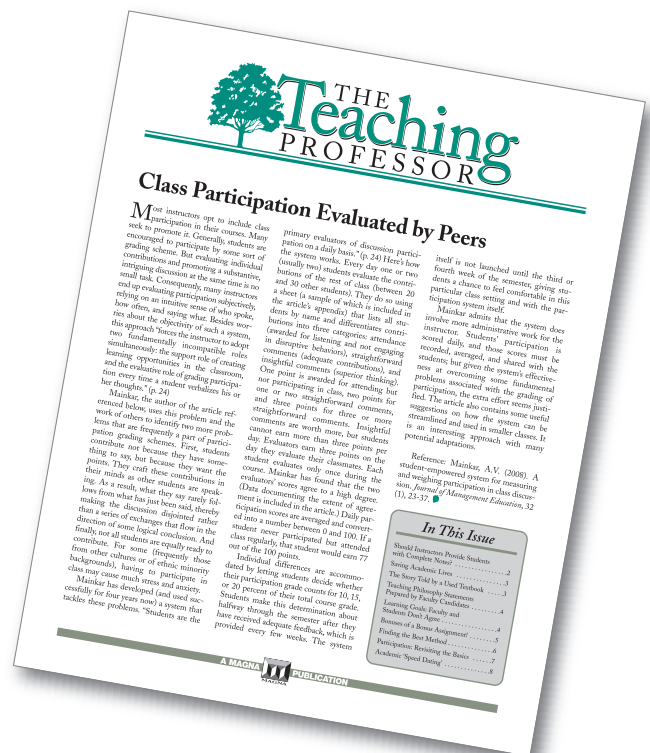 THE
Teaching
PROFESSOR
Class Participation Evaluated by Peers
Most instructors opt to include class
participation in their courses. Many
seek to promote it. Generally, students are
encouraged to participate by some sort of
grading scheme. But evaluating individual
contributions and promoting a substantive,
intriguing discussion at the same time is no
small task. Consequently, many instructors
end up evaluating participation subjectively,
relying on an intuitive sense of who spoke,
how often, and saying what. Besides wor-
ries about the objectivity of such a system,
this approach "forces the instructor to adopt
two fundamentally incompatible roles
simultaneously: the support role of creating
learning opportunities in the classroom,
and the evaluative role of grading participa-
tion every time a student verbalizes his or
her thoughts." (p. 24)
Mainkar, the author of the article ref-
erenced below, uses this problem and the
work of others to identify two more prob-
lems that are frequently a part of partici-
pation grading schemes. First, students
contribute not because they have some-
thing to say, but because they want the
points. They craft these contributions in
their minds as other students are speak-
ing. As a result, what they say rarely fol-
lows from what has just been said, thereby
making the discussion disjointed rather
than a series of exchanges that flow in the
direction of some logical conclusion. And
finally, not all students are equally ready to
contribute. For some (frequently those
from other cultures or of ethnic minority
backgrounds), having to participate in
class may cause much stress and anxiety.
Mainkar has developed (and used suc-
cessfully for four years now) a system that
tackles these problems. "Students are the
primary evaluators of discussion partici-
pation on a daily basis." (p. 24) Here's how
the system works. Every day one or two
(usually two) students evaluate the contri-
butions of the rest of class (between 20
and 30 other students). They do so using
a sheet (a sample of which is included in
the article's appendix) that lists all stu-
dents by name and differentiates contri-
butions into three categories: attendance
(awarded for listening and not engaging
in disruptive behaviors), straightforward
comments (adequate contributions), and
insightful comments (superior thinking).
One point is awarded for attending but
not participating in class, two points for
one or two straightforward comments,
and three points for three or more
straightforward comments. Insightful
comments are worth more, but students
cannot earn more than three points per
day. Evaluators earn three points on the
day they evaluate their classmates. Each
student evaluates only once during the
course. Mainkar has found that the two
evaluators' scores agree to a high degree.
(Data documenting the extent of agree-
ment is included in the article.) Daily par-
ticipation scores are averaged and convert-
ed into a number between 0 and 100. If a
student never participated but attended
class regularly, that student would earn 77
out of the 100 points.
Individual differences are accommo-
dated by letting students decide whether
their participation grade counts for 10, 15,
or 20 percent of their total course grade.
Students make this determination about
halfway through the semester after they
have received adequate feedback, which is
provided every few weeks. The system
itself is not launched until the third or
fourth week of the semester, giving stu-
dents a chance to feel comfortable in this
particular class setting and with the par-
ticipation system itself.
Mainkar admits that the system does
involve more administrative work for the
instructor. Students' participation is
scored daily, and those scores must be
recorded, averaged, and shared with the
students; but given the system's effective-
ness at overcoming some fundamental
problems associated with the grading of
participation, the extra effort seems justi-
fied. The article also contains some useful
suggestions on how the system can be
streamlined and used in smaller classes. It
is an interesting approach with many
potential adaptations.
Reference: Mainkar, A.V. (2008). A
student-empowered system for measuring
and weighing participation in class discus-
sion. Journal of Management Education, 32
(1), 23-37.
In This Issue
Should Instructors Provide Students
with Complete Notes? . . . . . . . . . . . . .2
Saving Academic Lives . . . . . . . . . . . . .3
The Story Told by a Used Textbook . . . .3
Teaching Philosophy Statements
Prepared by Faculty Candidates . . . . . . .4
Learning Goals: Faculty and
Students Don't Agree . . . . . . . . . . . . .4
Bonuses of a Bonus Assignment! . . . . . .5
Finding the Best Method . . . . . . . . . . .6
Participation: Revisiting the Basics . . . . .7
Academic 'Speed Dating' . . . . . . . . . . .8
A MAGNA PUBLICATION
MAGNA